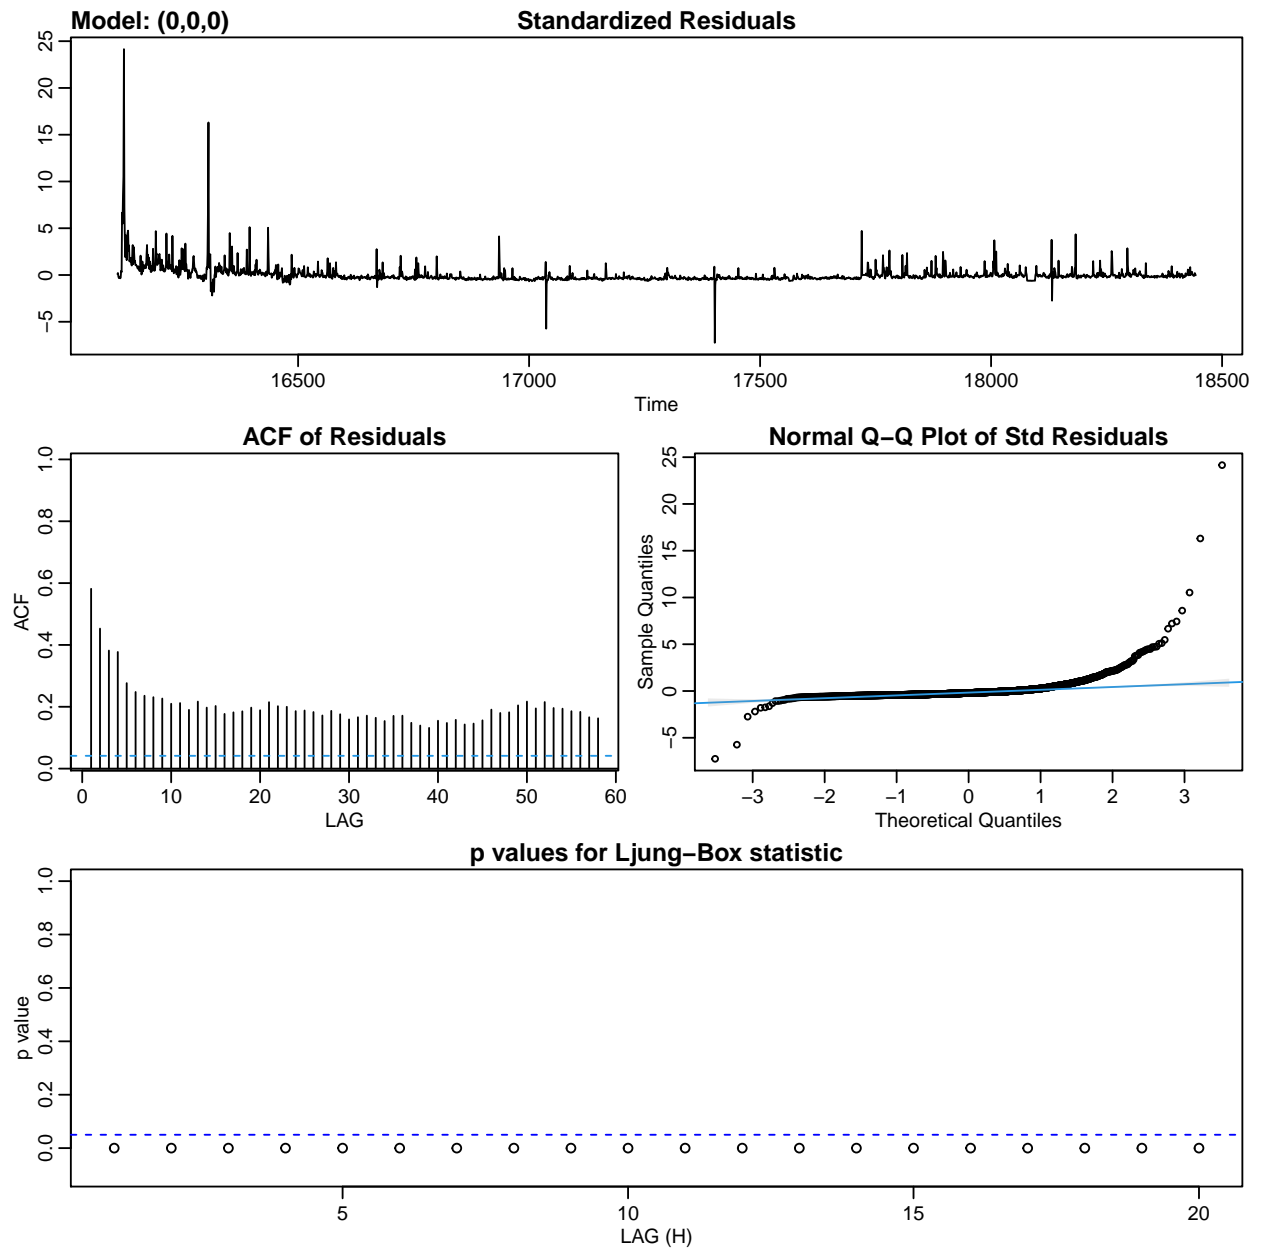 Model: (0,0,0) Standardized Residuals
25
20
15
10
5
0
−5
16500 17000 17500 18000 18500
Time
ACF of Residuals
1.0
0.8
0.6
0.4
0.2
0.0
ACF
0 10 20 30 40 50 60
LAG
Normal Q−Q Plot of Std Residuals
25
20
15
10
5
0
−5
Sample Quantiles
−3 −2 −1 0 1 2 3
Theoretical Quantiles
p values for Ljung−Box statistic
1.0
0.8
0.6
0.4
0.2
0.0
p value
5 10 15 20
LAG (H)